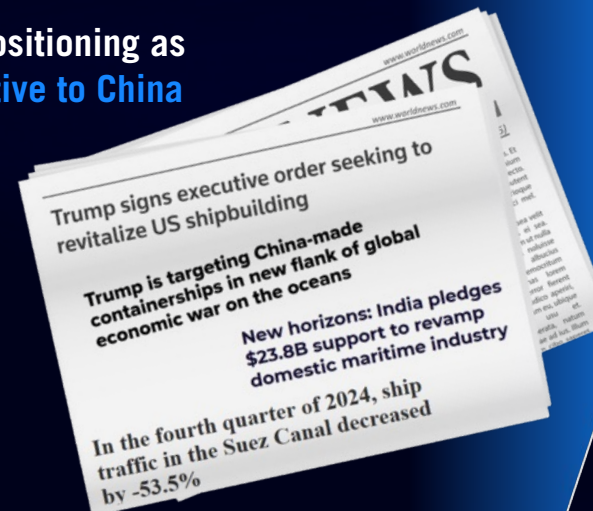 ositioning as
tive to China
www.worldnews.com
NEWS
www.worldnews.com
Trump signs executive order seeking to
revitalize US shipbuilding
Trump is targeting China-made
containerships in new flank of global
economic war on the oceans
New horizons: India pledges
$23.8B support to revamp
domestic maritime industry
In the fourth quarter of 2024, ship
traffic in the Suez Canal decreased
by -53.5%